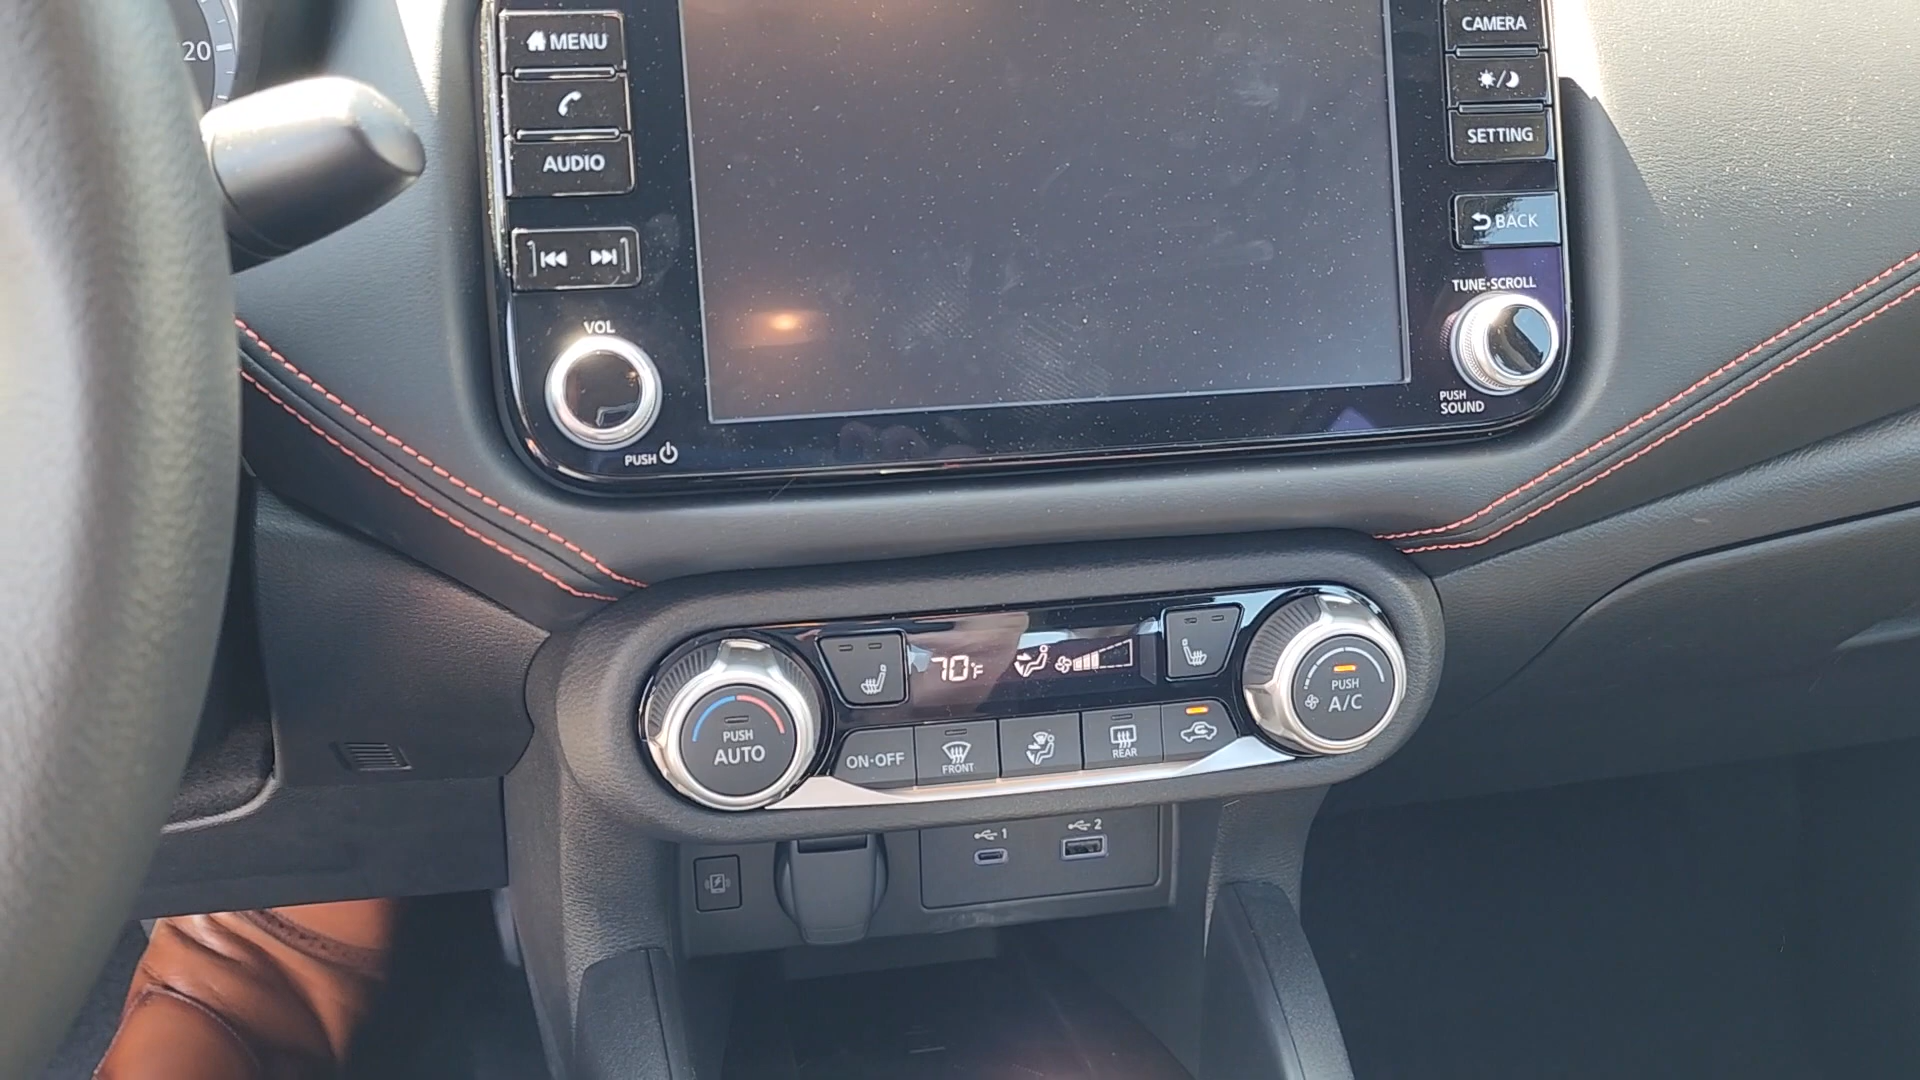 20
MENU
AUDIO
VOL
PUSH
CAMERA
SETTING
BACK
TUNE·SCROLL
PUSH
SOUND
70°F
PUSH
AUTO
ON·OFF
FRONT
REAR
PUSH
A/C
1
2